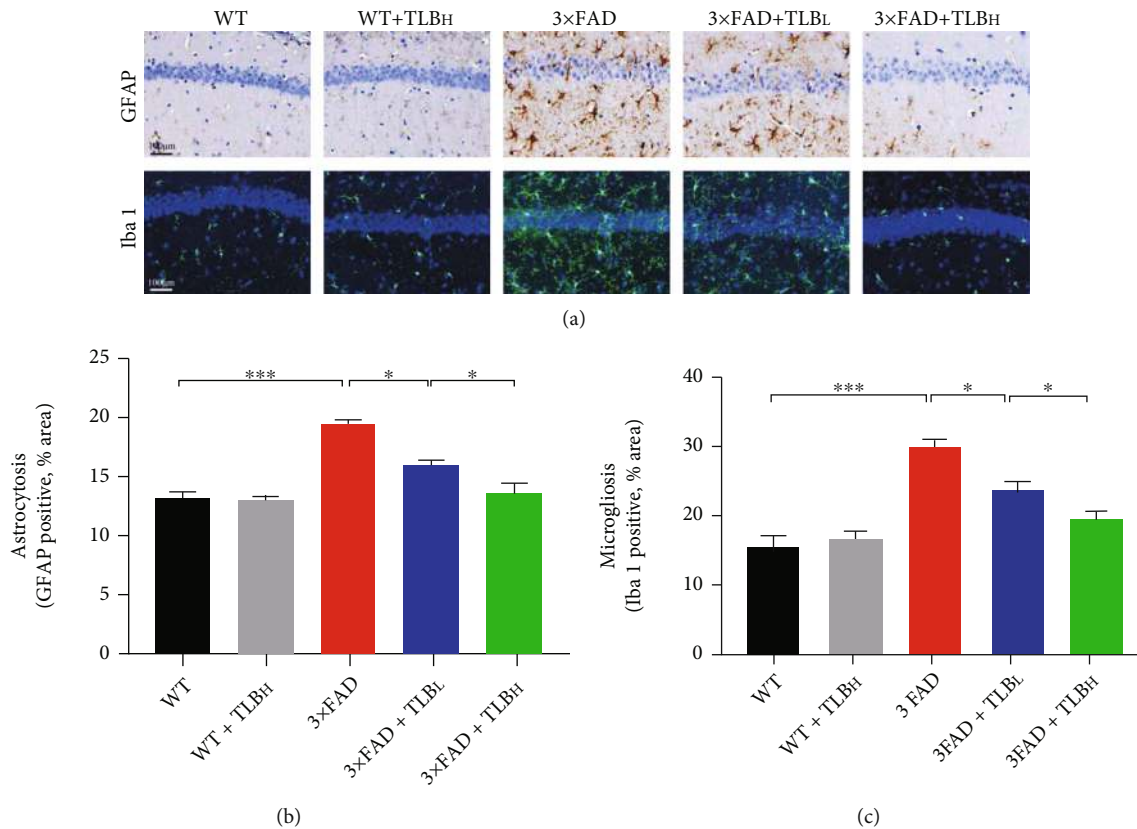 WT WT+TLBH 3×FAD 3×FAD+TLBL 3×FAD+TLBH
GFAP
100μm
Iba 1
100μm
(a)
Astrocytosis
(GFAP positive, % area)
25
20
15
10
5
0
*** * *
WT
WT + TLBH
3×FAD
3×FAD + TLBL
3×FAD + TLBH
(b)
Microgliosis
(Iba 1 positive, % area)
40
30
20
10
0
*** * *
WT
WT + TLBH
3 FAD
3FAD + TLBL
3FAD + TLBH
(c)